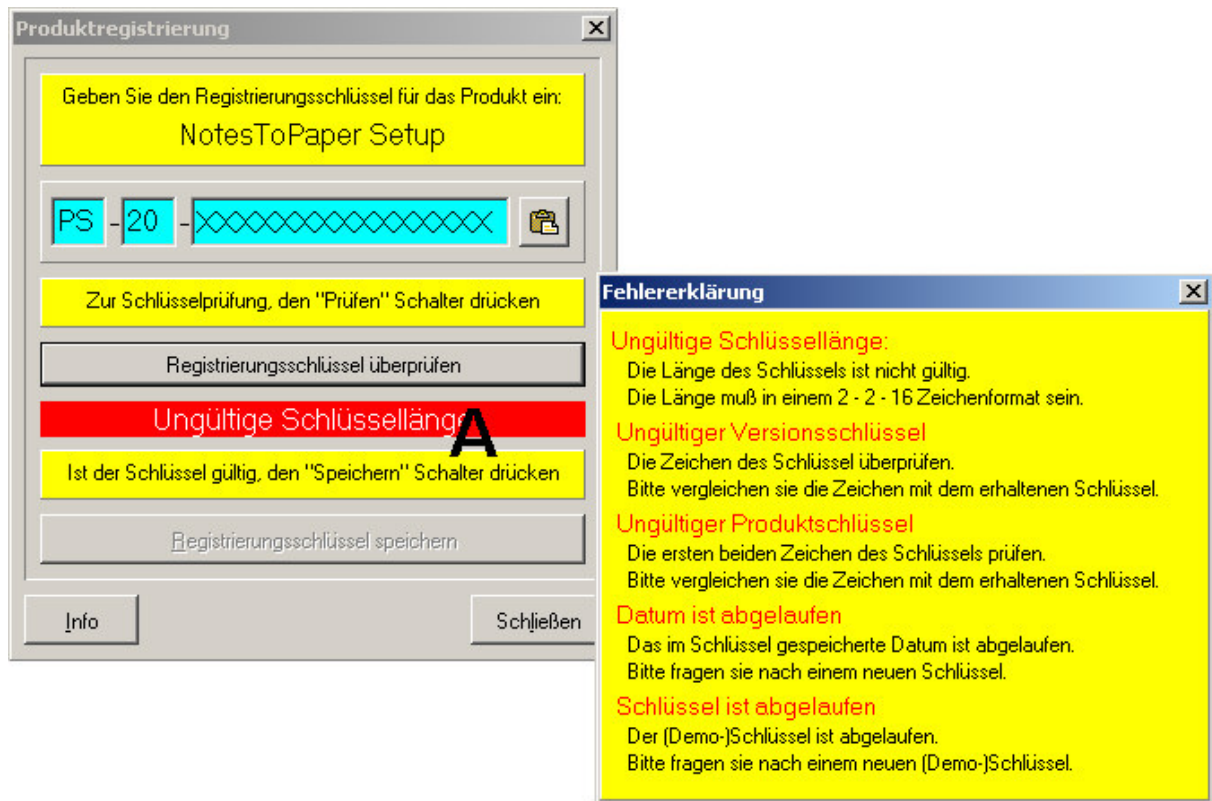 Produktregistrierung
Geben Sie den Registrierungsschlüssel für das Produkt ein:
NotesToPaper Setup
PS - 20 - XXXXXXXXXXXXXXXX
Zur Schlüsselprüfung, den "Prüfen" Schalter drücken
Registrierungsschlüssel überprüfen
Ungültige Schlüssellänge
A
Ist der Schlüssel gültig, den "Speichern" Schalter drücken
Registrierungsschlüssel speichern
Info
Schließen
Fehlererklärung
Ungültige Schlüssellänge:
Die Länge des Schlüssels ist nicht gültig.
Die Länge muß in einem 2 - 2 - 16 Zeichenformat sein.
Ungültiger Versionsschlüssel
Die Zeichen des Schlüssel überprüfen.
Bitte vergleichen sie die Zeichen mit dem erhaltenen Schlüssel.
Ungültiger Produktschlüssel
Die ersten beiden Zeichen des Schlüssels prüfen.
Bitte vergleichen sie die Zeichen mit dem erhaltenen Schlüssel.
Datum ist abgelaufen
Das im Schlüssel gespeicherte Datum ist abgelaufen.
Bitte fragen sie nach einem neuen Schlüssel.
Schlüssel ist abgelaufen
Der (Demo-)Schlüssel ist abgelaufen.
Bitte fragen sie nach einem neuen (Demo-)Schlüssel.